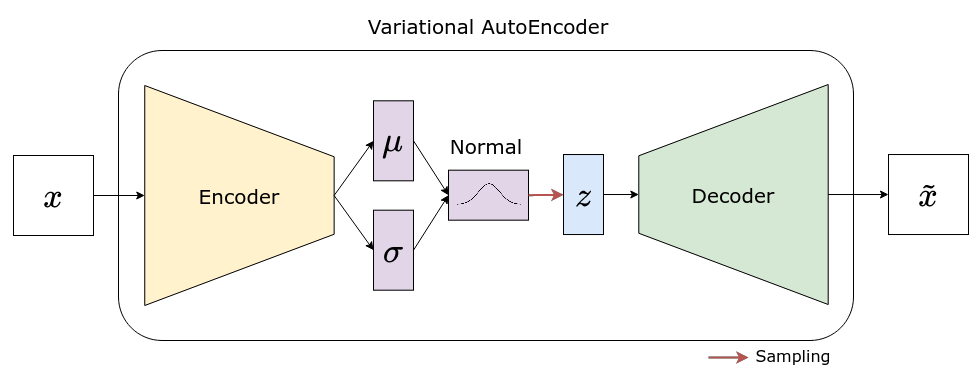 Variational AutoEncoder
x
Encoder
μ
σ
Normal
z
Decoder
x̃
Sampling